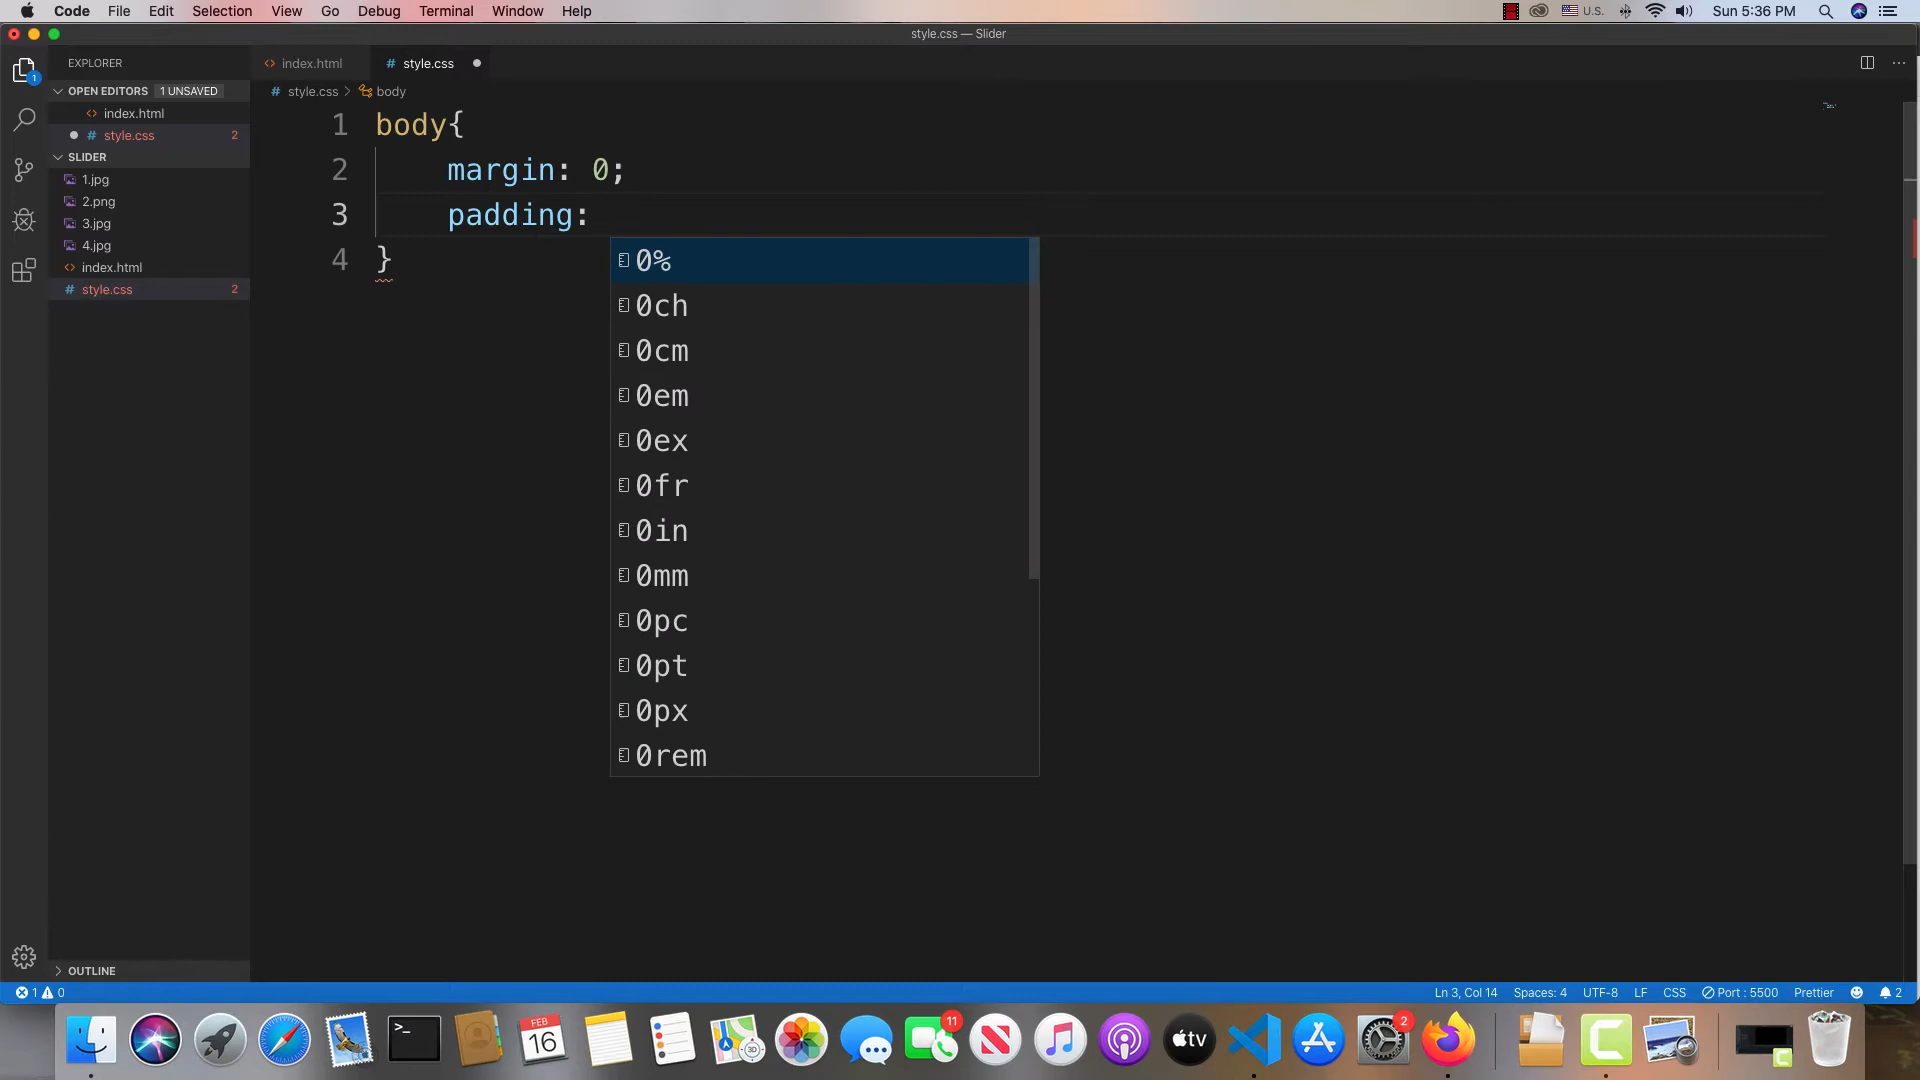 Code File Edit Selection View Go Debug Terminal Window Help U.S. Sun 5:36 PM
style.css — Slider
EXPLORER
index.html
# style.css
OPEN EDITORS 1 UNSAVED
# style.css > body
<> index.html
# style.css 2
SLIDER
1.jpg
2.png
3.jpg
4.jpg
<> index.html
# style.css 2
OUTLINE
1
1 body{
2 margin: 0;
3 padding:
4 }
0%
0ch
0cm
0em
0ex
0fr
0in
0mm
0pc
0pt
0px
0rem
1 0
Ln 3, Col 14 Spaces: 4 UTF-8 LF CSS Port : 5500 Prettier 2
>_
FEB
16
3D
11
tv
2